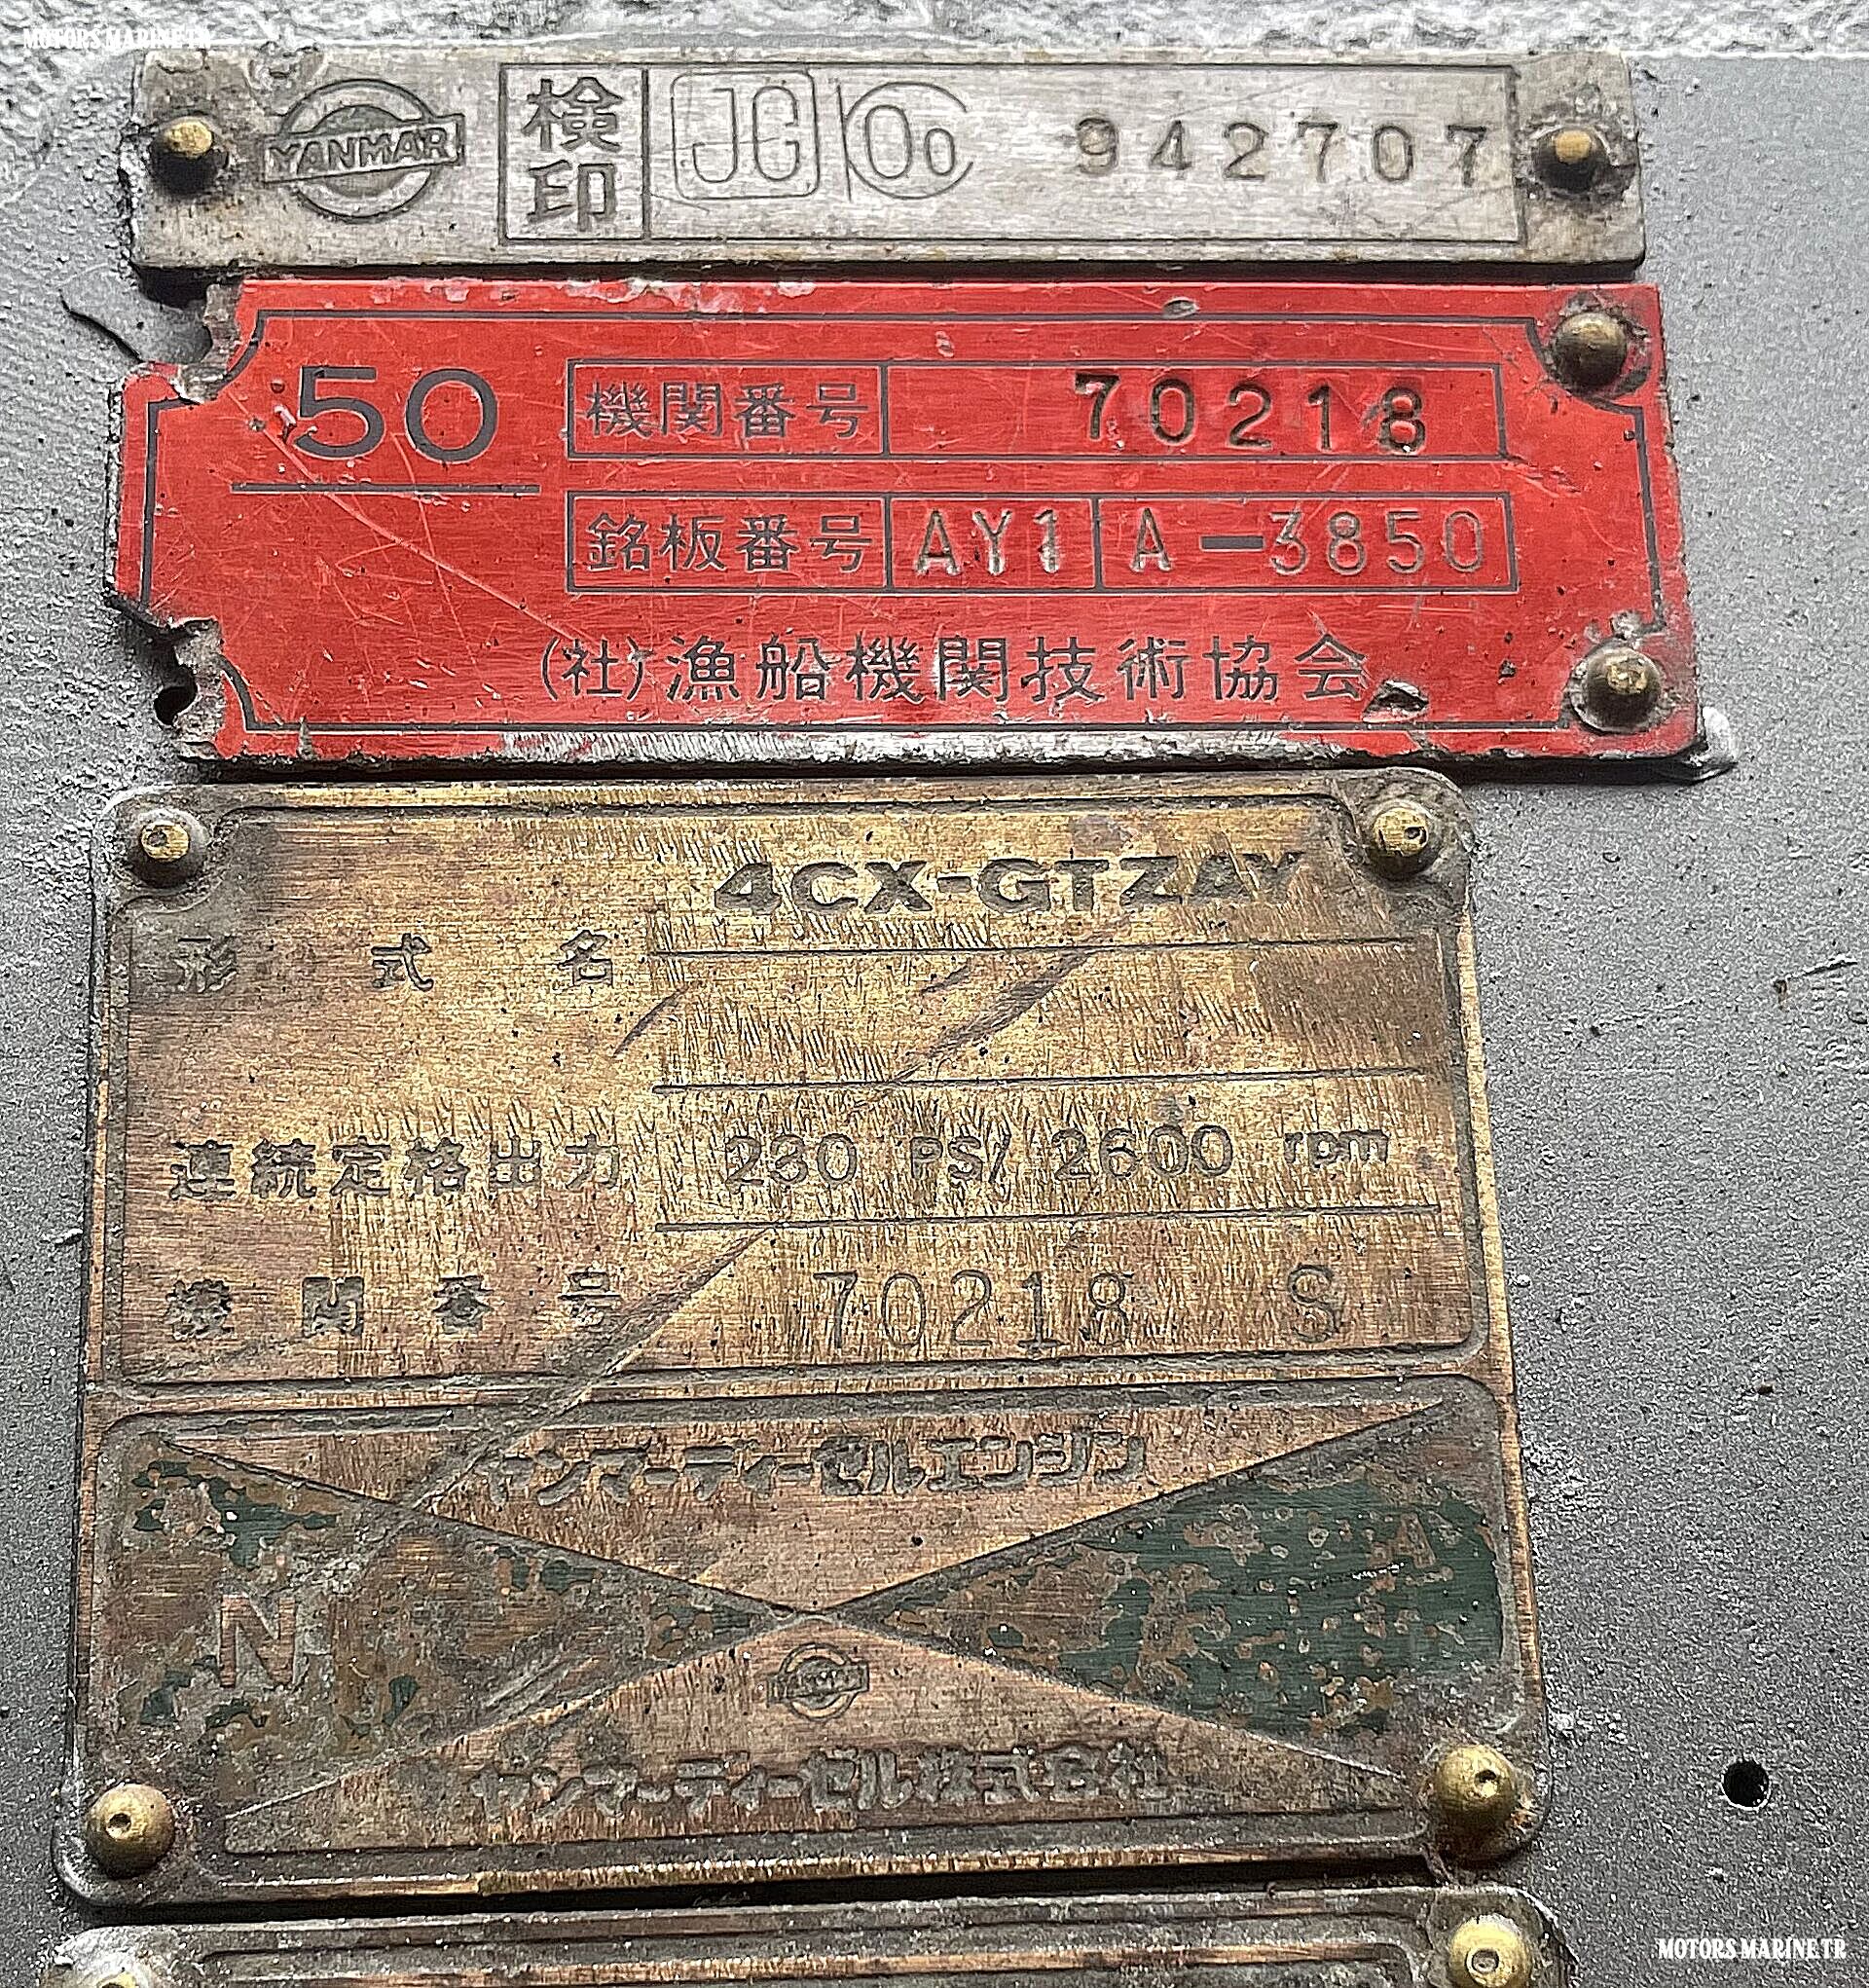 MOTORS MARINE TR
YANMAR 検印 JG 942707
50 機関番号 70218
銘板番号 AY1 A-3850
(社)漁船機関技術協会
形式名 4CX-GTZAY
連続定格出力 230 PS/ 2600 rpm
機関番号 70218 S
ヤンマーディーゼルエンジン
N
YANMAR
ヤンマーディーゼル株式会社
MOTORS MARINE TR